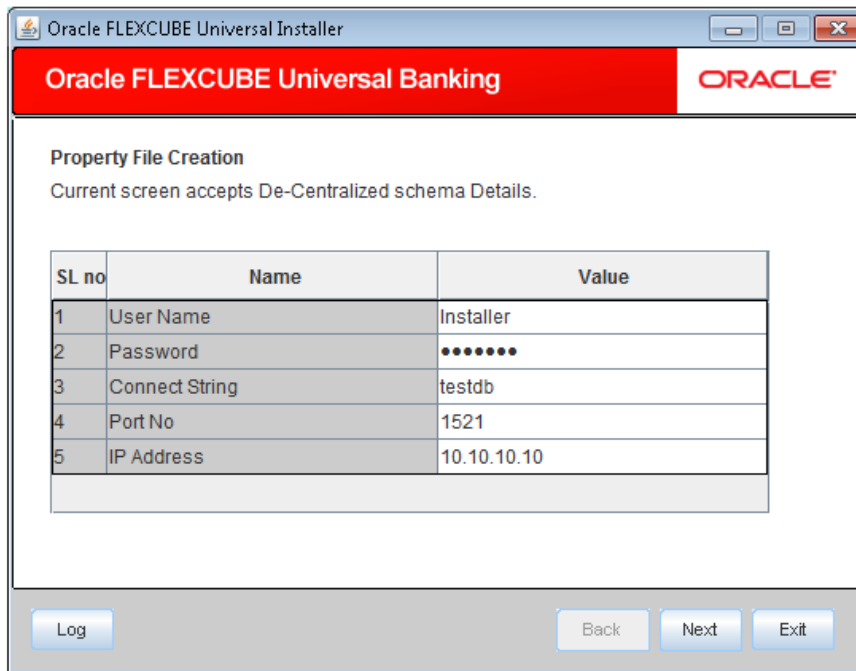 Oracle FLEXCUBE Universal Installer
Oracle FLEXCUBE Universal Banking
ORACLE
Property File Creation
Current screen accepts De-Centralized schema Details.
SL no Name Value
1 User Name Installer
2 Password •••••••
3 Connect String testdb
4 Port No 1521
5 IP Address 10.10.10.10
Log Back Next Exit